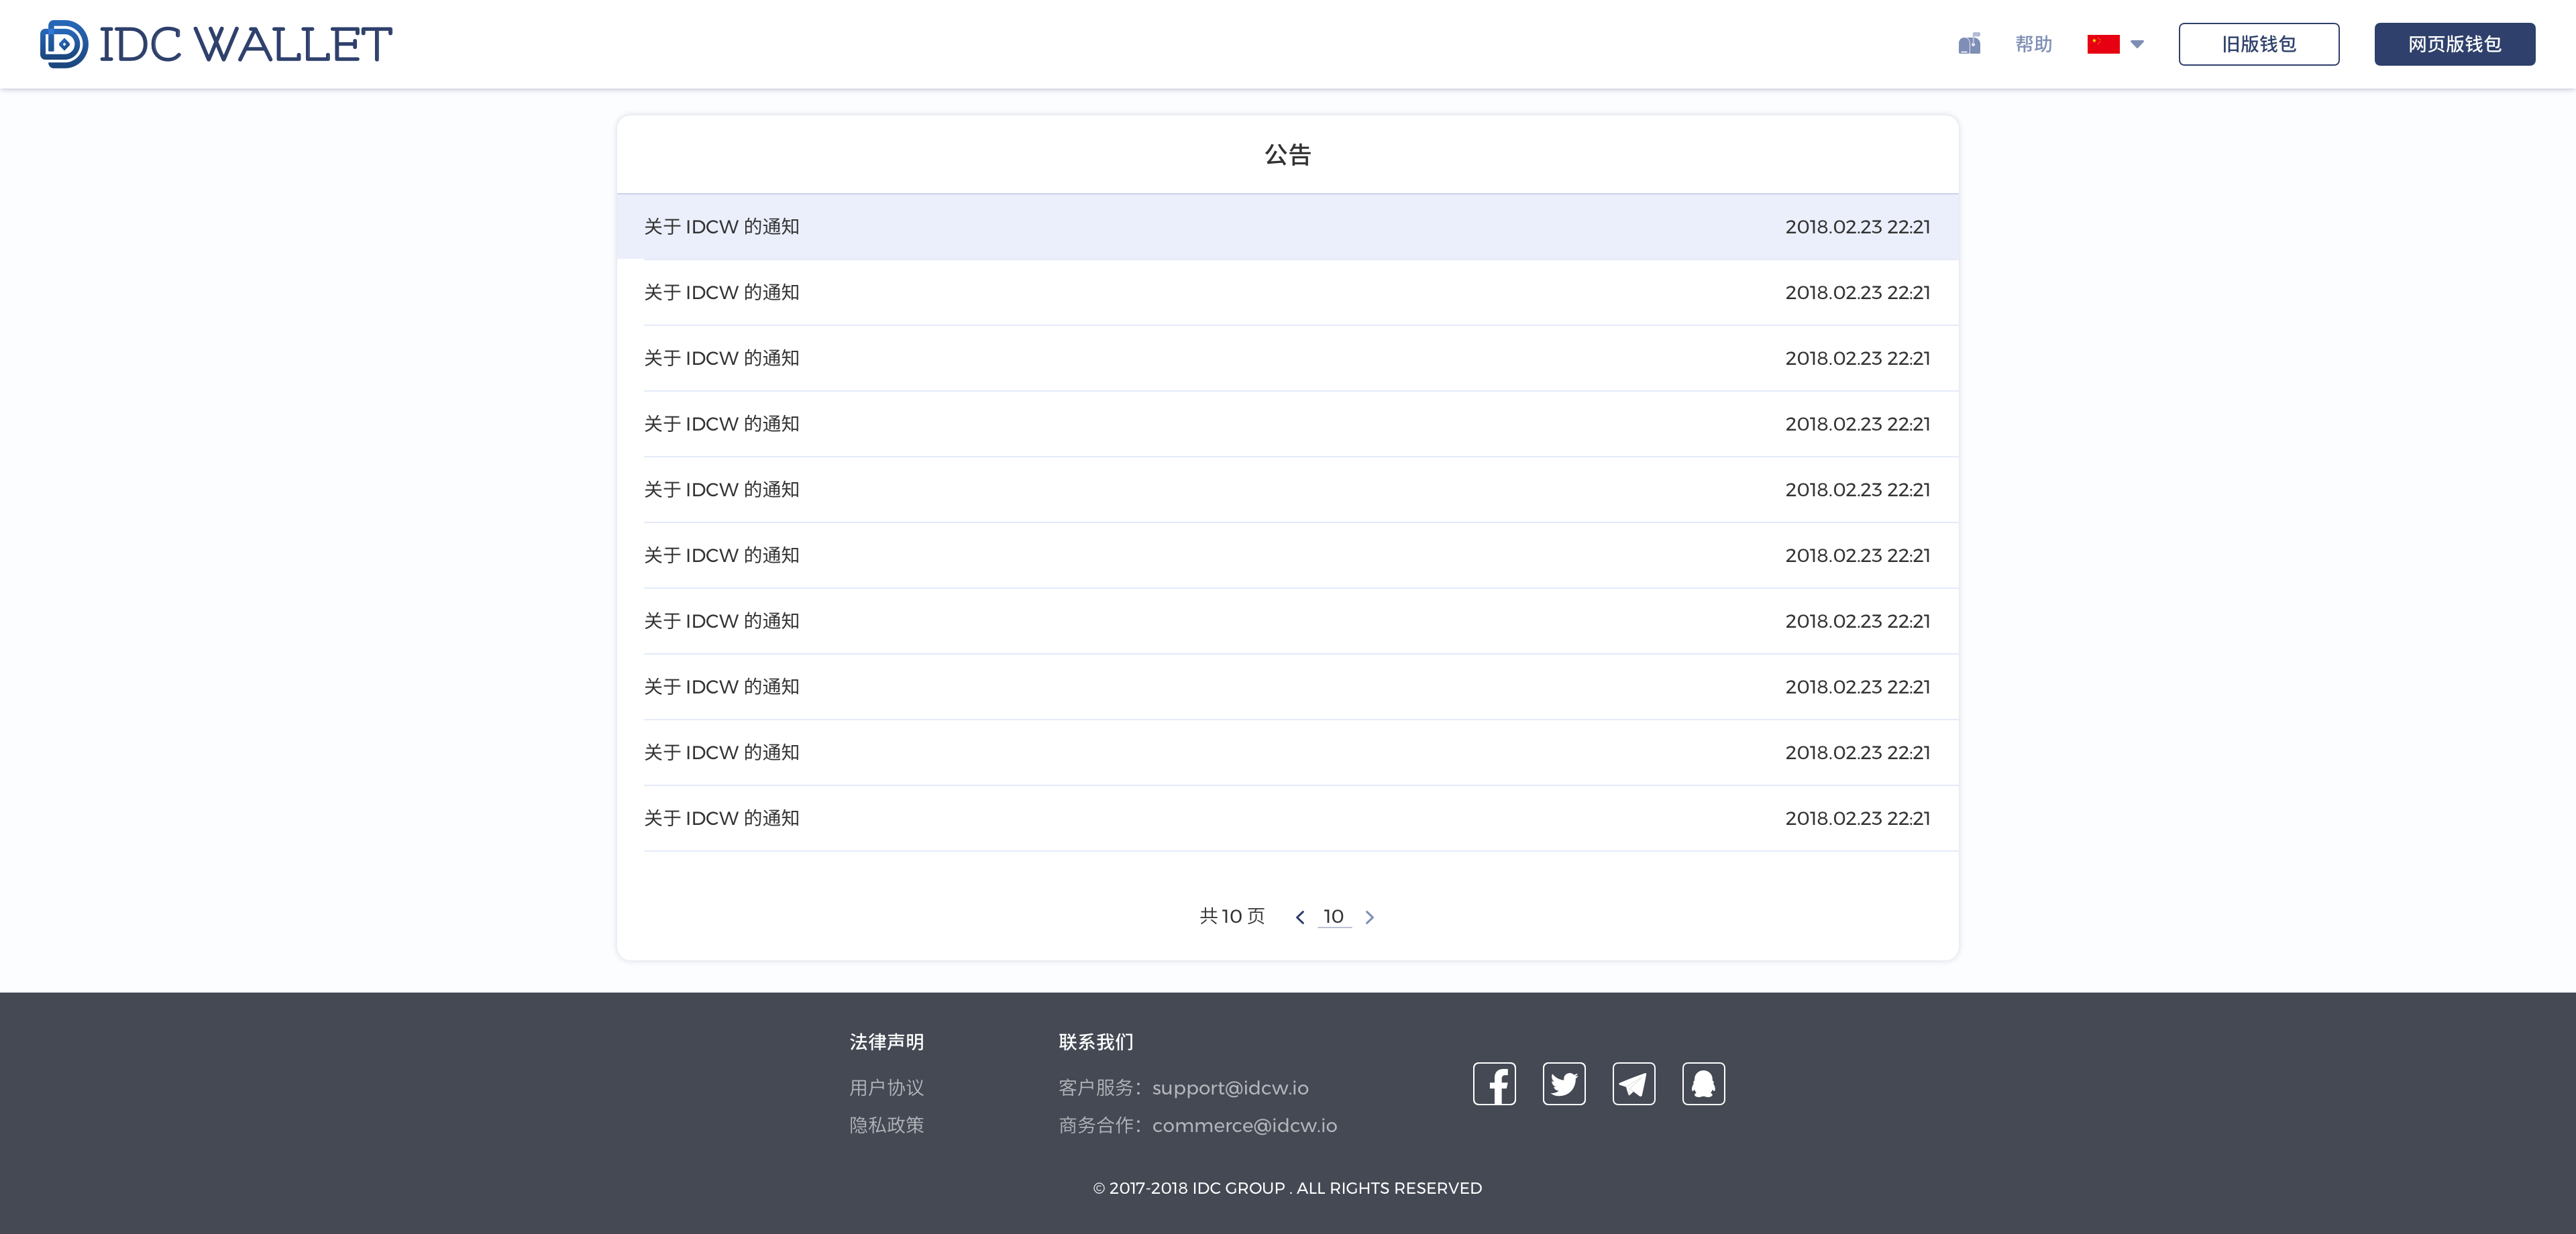 IDC WALLET
帮助
旧版钱包
网页版钱包
公告
关于 IDCW 的通知 2018.02.23 22:21
关于 IDCW 的通知 2018.02.23 22:21
关于 IDCW 的通知 2018.02.23 22:21
关于 IDCW 的通知 2018.02.23 22:21
关于 IDCW 的通知 2018.02.23 22:21
关于 IDCW 的通知 2018.02.23 22:21
关于 IDCW 的通知 2018.02.23 22:21
关于 IDCW 的通知 2018.02.23 22:21
关于 IDCW 的通知 2018.02.23 22:21
关于 IDCW 的通知 2018.02.23 22:21
共 10 页 10
法律声明
用户协议
隐私政策
联系我们
客户服务：support@idcw.io
商务合作：commerce@idcw.io
© 2017-2018 IDC GROUP . ALL RIGHTS RESERVED